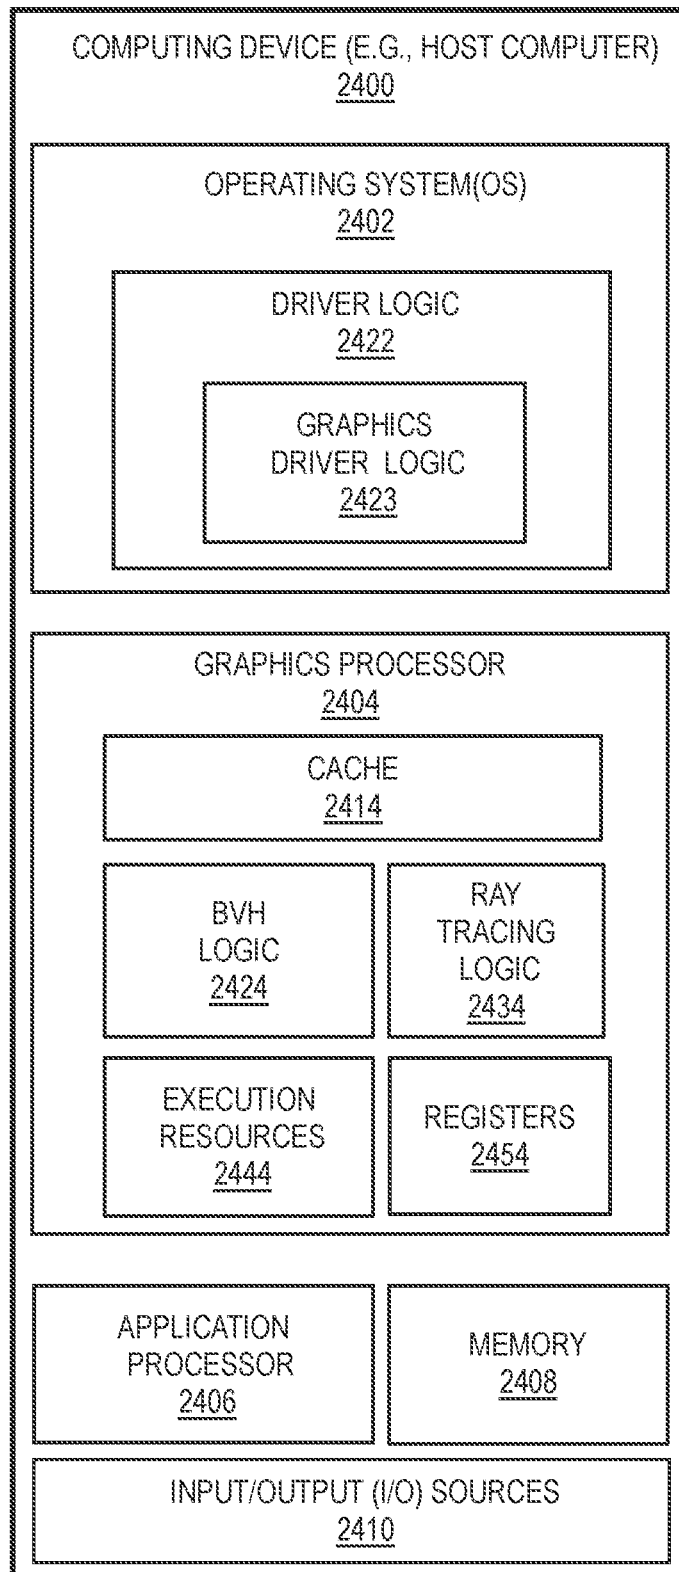 COMPUTING DEVICE (E.G., HOST COMPUTER)
2400
OPERATING SYSTEM(OS)
2402
DRIVER LOGIC
2422
GRAPHICS
DRIVER LOGIC
2423
GRAPHICS PROCESSOR
2404
CACHE
2414
BVH
LOGIC
2424
RAY
TRACING
LOGIC
2434
EXECUTION
RESOURCES
2444
REGISTERS
2454
APPLICATION
PROCESSOR
2406
MEMORY
2408
INPUT/OUTPUT (I/O) SOURCES
2410